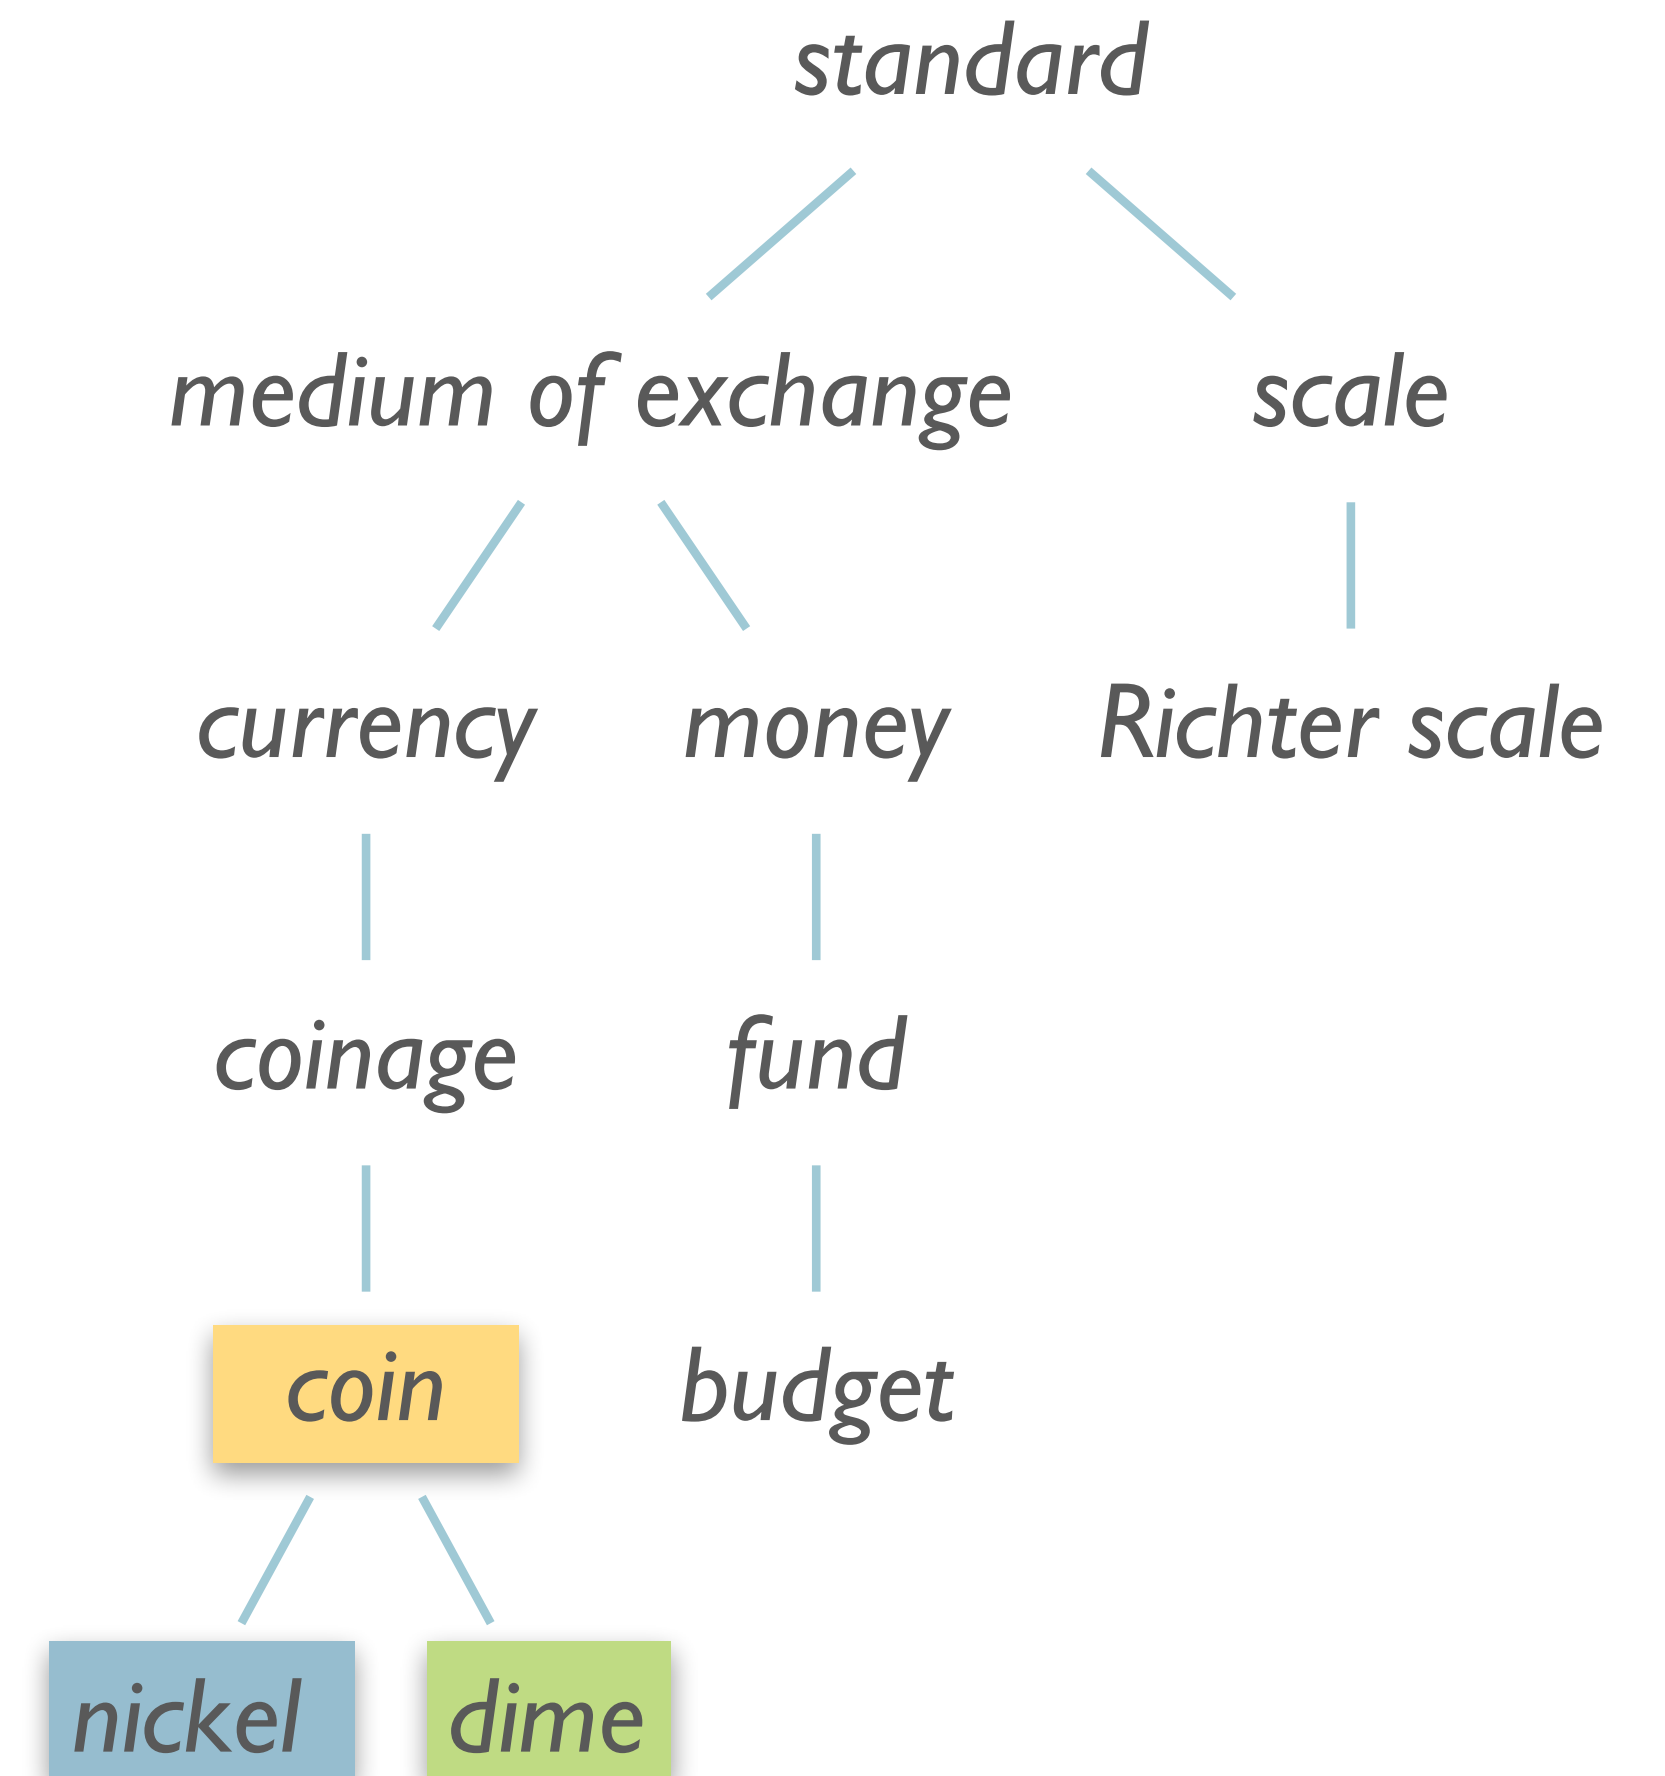 standard
medium of exchange scale
currency money Richter scale
coinage fund
coin budget
nickel dime